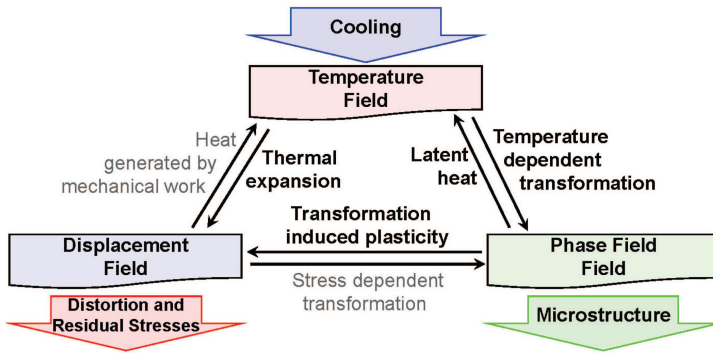 Cooling
Temperature
Field
Heat
generated by
mechanical work
Thermal
expansion
Latent
heat
Temperature
dependent
transformation
Transformation
induced plasticity
Displacement
Field
Phase Field
Field
Stress dependent
transformation
Distortion and
Residual Stresses
Microstructure